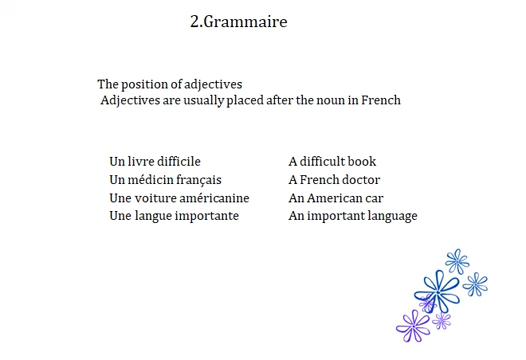 2.Grammaire
The position of adjectives
Adjectives are usually placed after the noun in French
Un livre difficile A difficult book
Un médicin français A French doctor
Une voiture américanine An American car
Une langue importante An important language